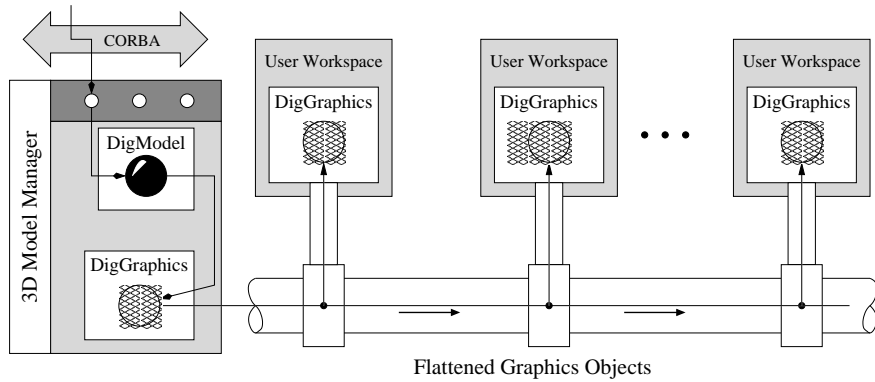 CORBA
3D Model Manager
DigModel
DigGraphics
User Workspace
DigGraphics
User Workspace
DigGraphics
User Workspace
DigGraphics
Flattened Graphics Objects